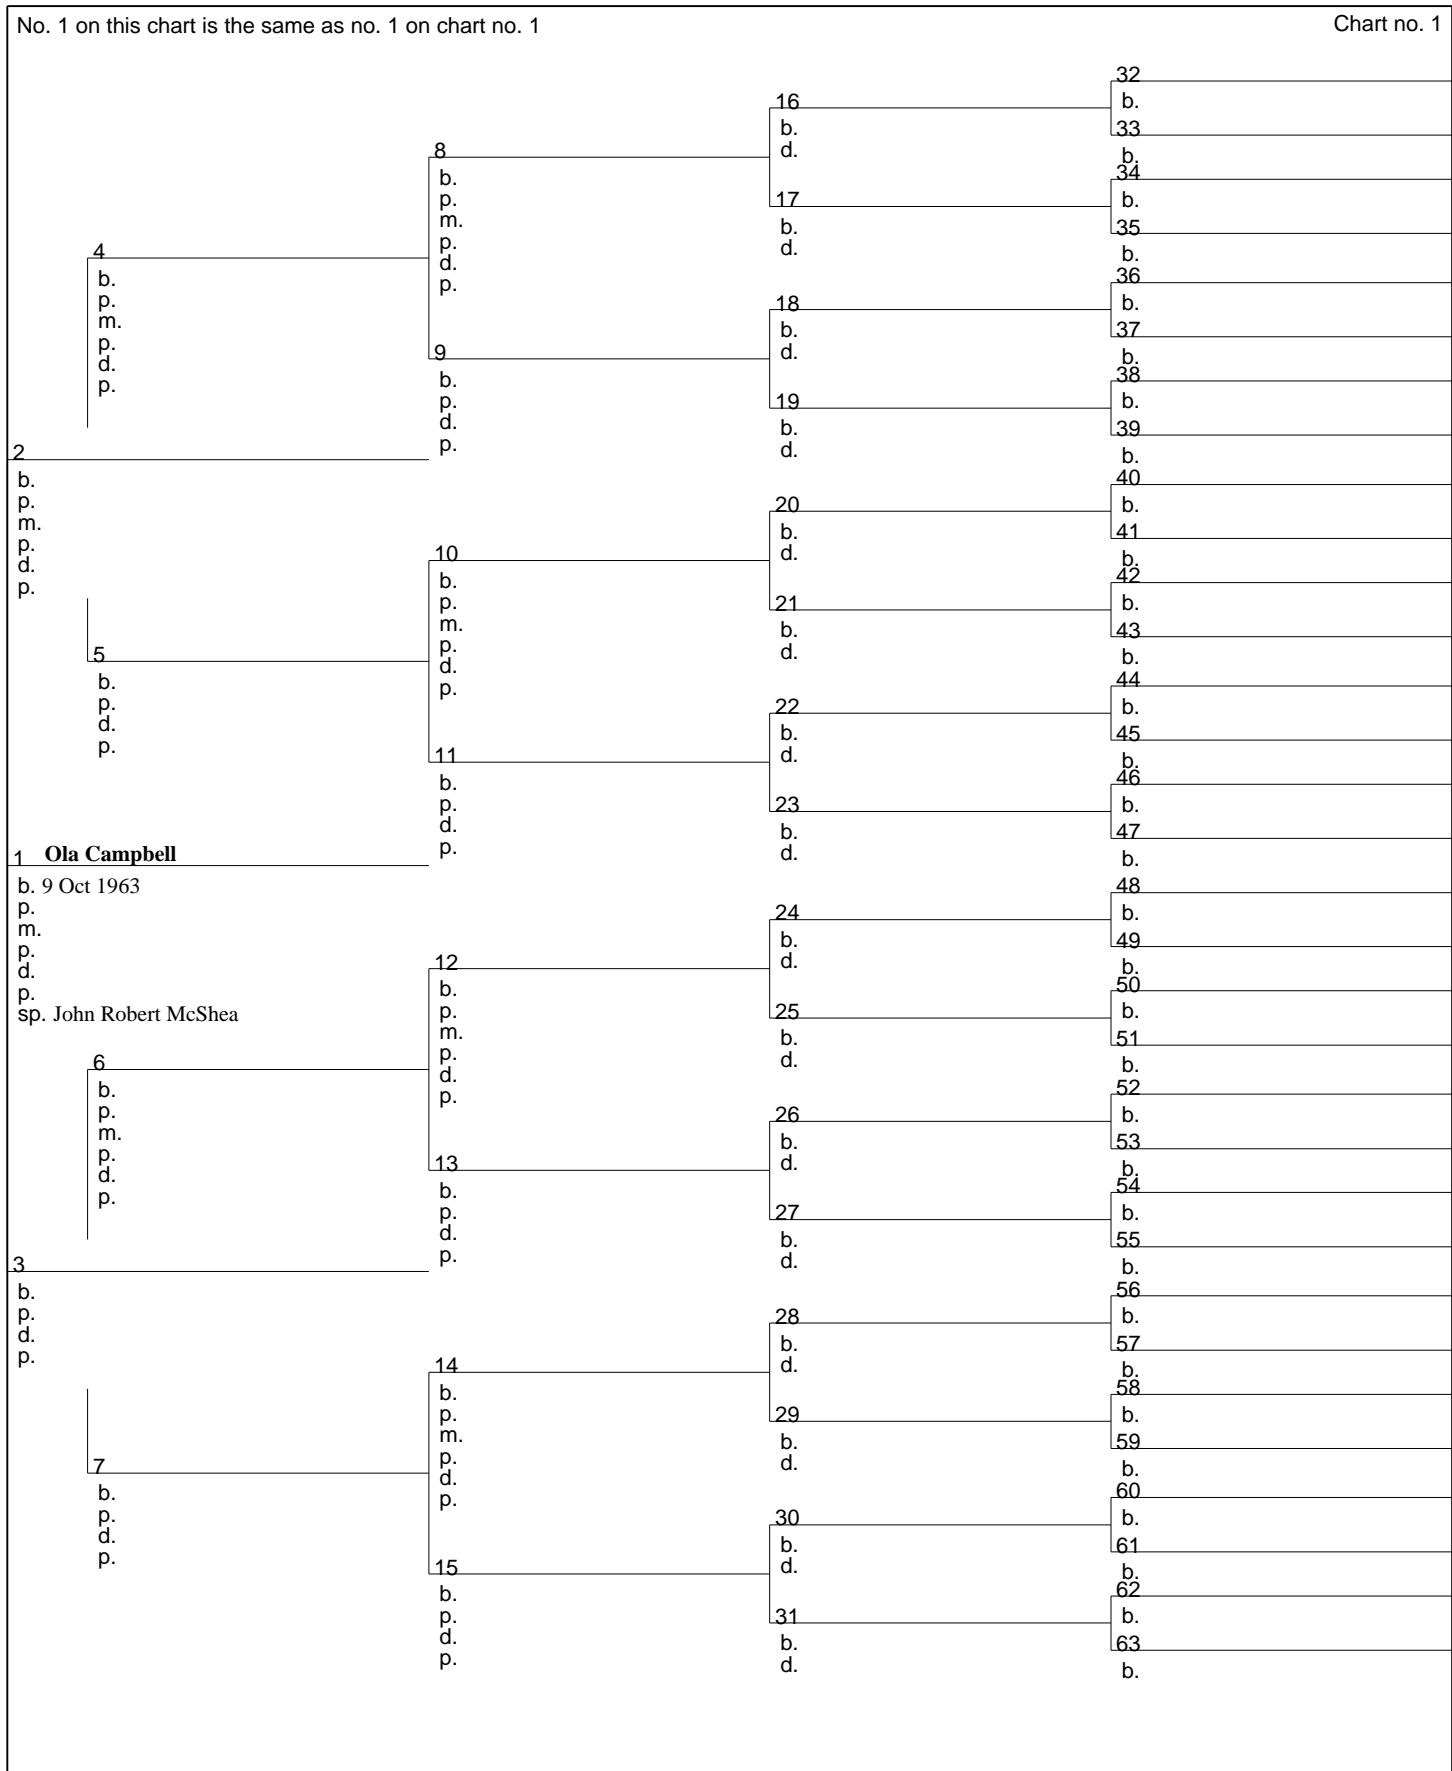 No. 1 on this chart is the same as no. 1 on chart no. 1
Chart no. 1
2
b.
p.
m.
p.
d.
p.
1 Ola Campbell
b. 9 Oct 1963
p.
m.
p.
d.
p.
sp. John Robert McShea
3
b.
p.
d.
p.
4
b.
p.
m.
p.
d.
p.
5
b.
p.
d.
p.
6
b.
p.
m.
p.
d.
p.
7
b.
p.
d.
p.
8
b.
p.
m.
p.
d.
p.
9
b.
p.
d.
p.
10
b.
p.
m.
p.
d.
p.
11
b.
p.
d.
p.
12
b.
p.
m.
p.
d.
p.
13
b.
p.
d.
p.
14
b.
p.
m.
p.
d.
p.
15
b.
p.
d.
p.
16
b.
d.
17
b.
d.
18
b.
d.
19
b.
d.
20
b.
d.
21
b.
d.
22
b.
d.
23
b.
d.
24
b.
d.
25
b.
d.
26
b.
d.
27
b.
d.
28
b.
d.
29
b.
d.
30
b.
d.
31
b.
d.
32
b.
33
b.
34
b.
35
b.
36
b.
37
b.
38
b.
39
b.
40
b.
41
b.
42
b.
43
b.
44
b.
45
b.
46
b.
47
b.
48
b.
49
b.
50
b.
51
b.
52
b.
53
b.
54
b.
55
b.
56
b.
57
b.
58
b.
59
b.
60
b.
61
b.
62
b.
63
b.